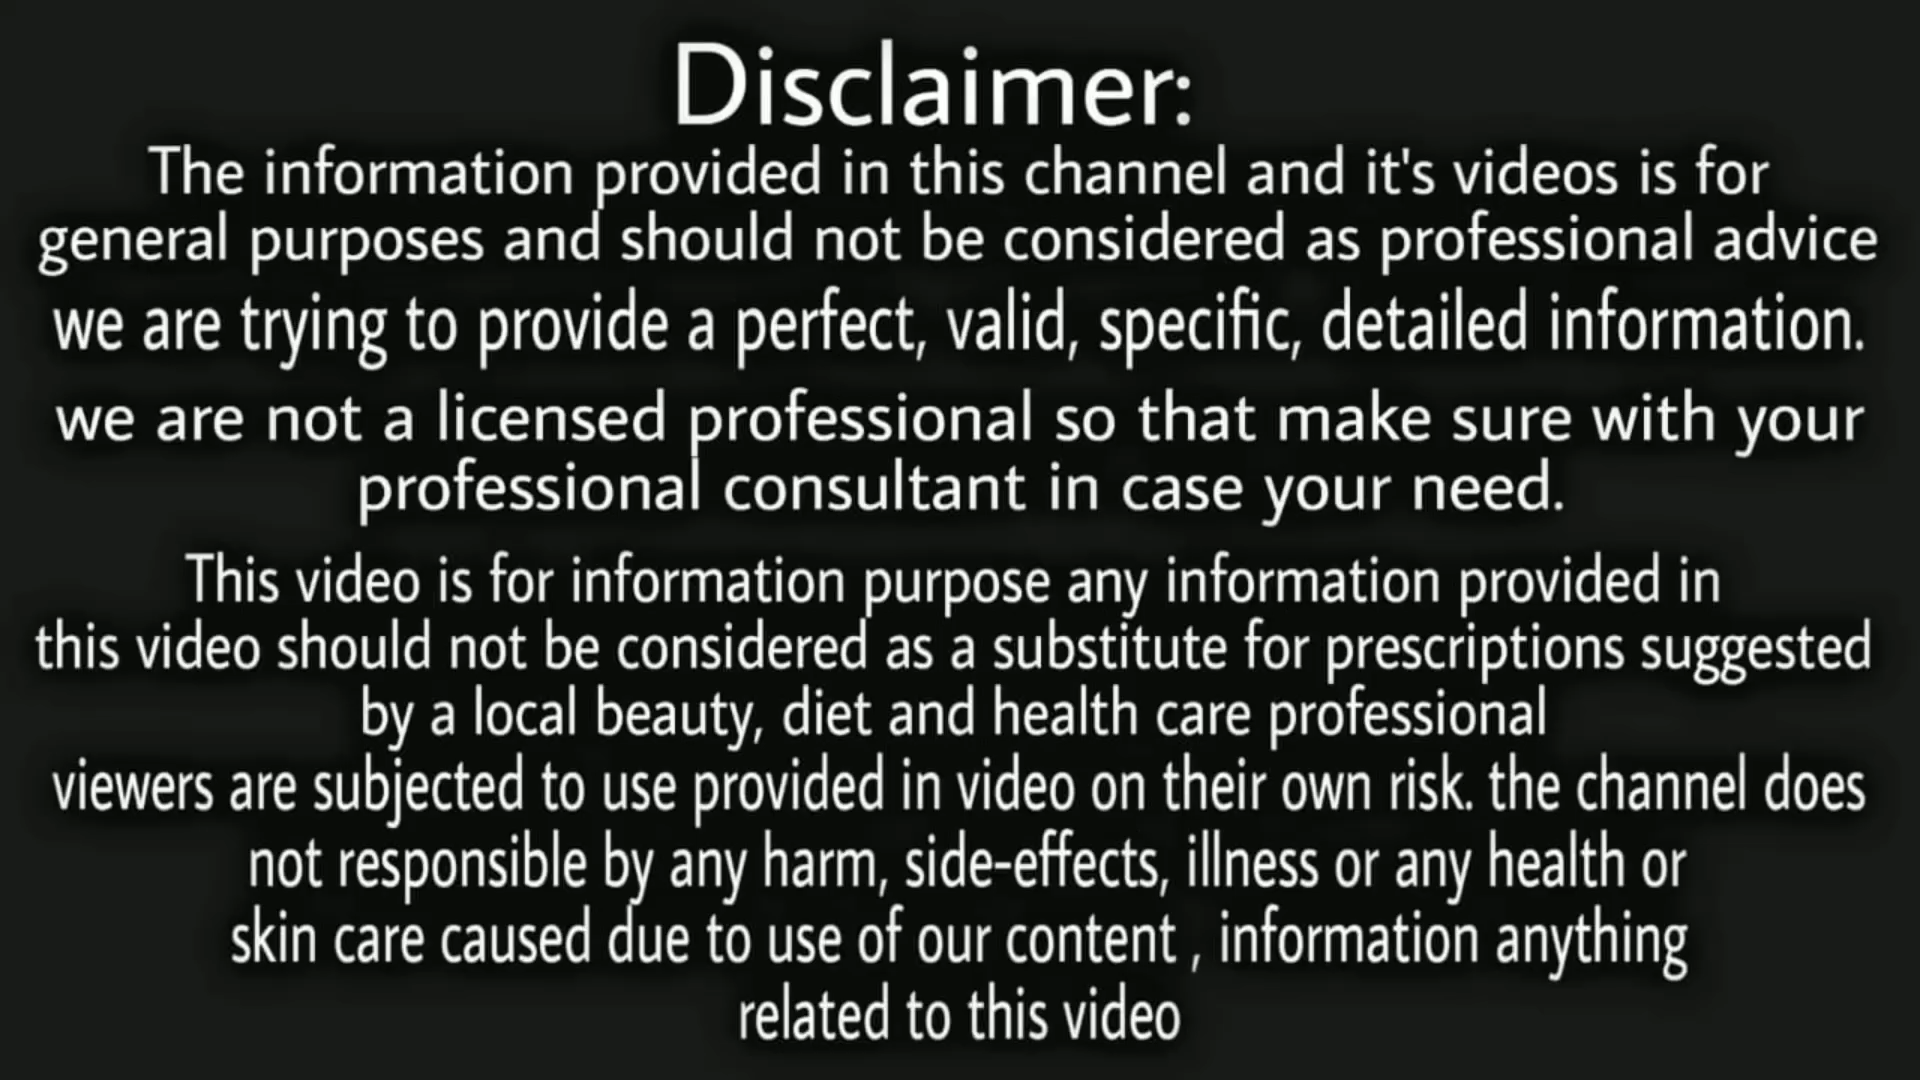 Disclaimer:
The information provided in this channel and it's videos is for
general purposes and should not be considered as professional advice
we are trying to provide a perfect, valid, specific, detailed information.
we are not a licensed professional so that make sure with your
professional consultant in case your need.
This video is for information purpose any information provided in
this video should not be considered as a substitute for prescriptions suggested
by a local beauty, diet and health care professional
viewers are subjected to use provided in video on their own risk. the channel does
not responsible by any harm, side-effects, illness or any health or
skin care caused due to use of our content , information anything
related to this video